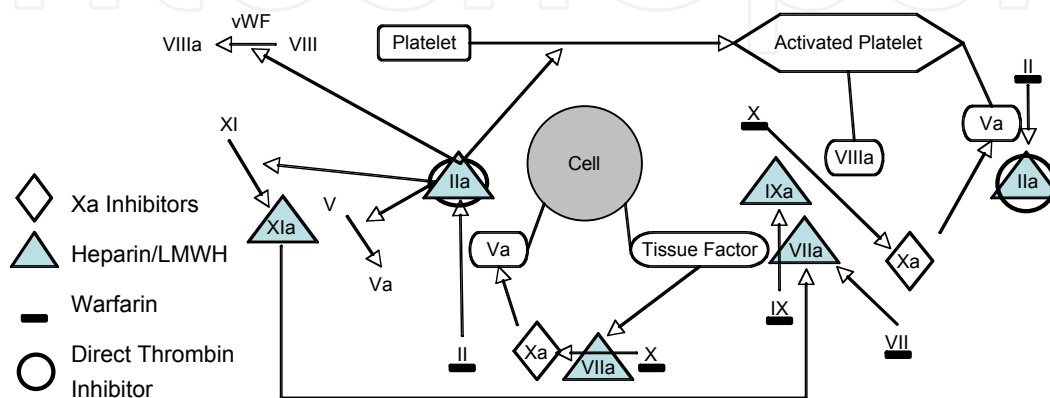 vWF
VIIIa
VIII
Platelet
Activated Platelet
II
XI
X
Va
Cell
VIIIa
IIa
IXa
IIa
Xa Inhibitors
XIa
V
Va
Tissue Factor
VIIa
Xa
Heparin/LMWH
Va
IX
Warfarin
II
Xa
VIIa
X
VII
Direct Thrombin
Inhibitor